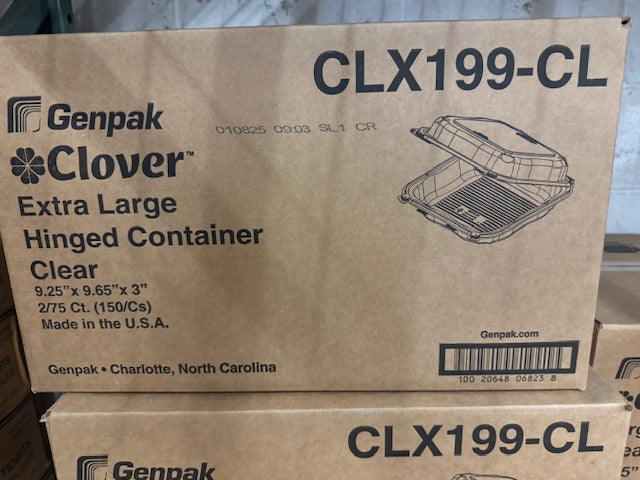 CLX199-CL
Genpak
010825 09:03 SL1 CR
Clover™
Extra Large
Hinged Container
Clear
9.25"x 9.65"x 3"
2/75 Ct. (150/Cs)
Made in the U.S.A.
Genpak.com
Genpak • Charlotte, North Carolina
100 20648 06823 8
CLX199-CL
Genpak